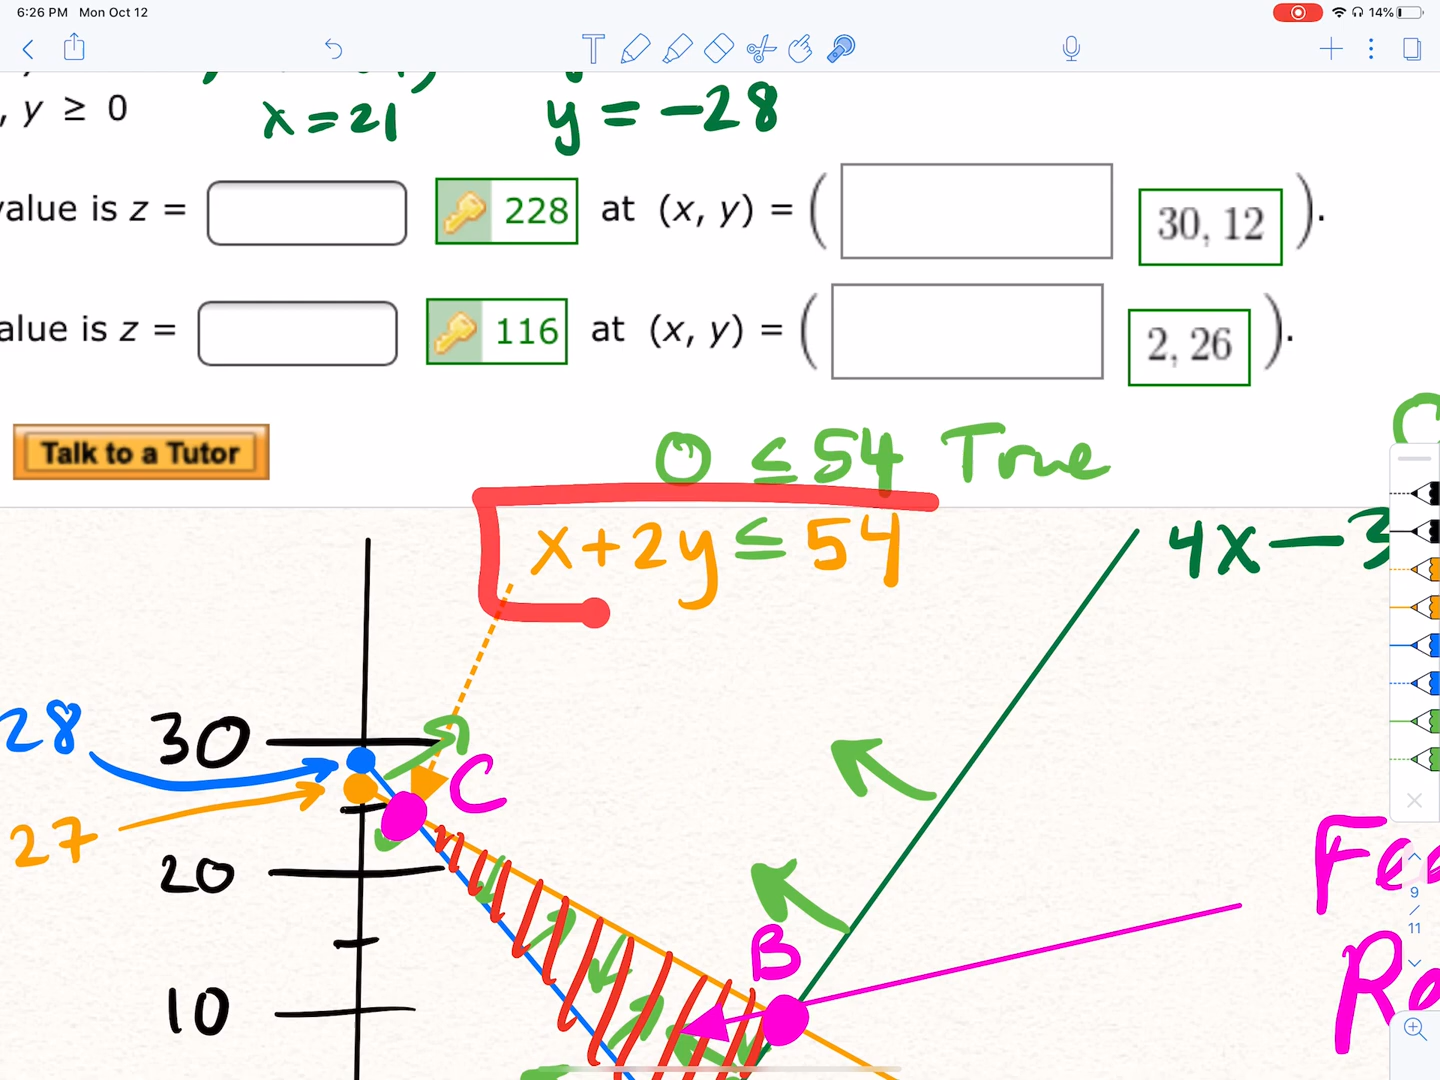 6:26 PM Mon Oct 12
14%
, y ≥ 0
x = 21
y = -28
value is z = 228 at (x, y) = ( 30, 12 ).
alue is z = 116 at (x, y) = ( 2, 26 ).
Talk to a Tutor
0 ≤ 54 True
x + 2y ≤ 54
4x - 3
28
30
C
27
20
B
10
9
/
11